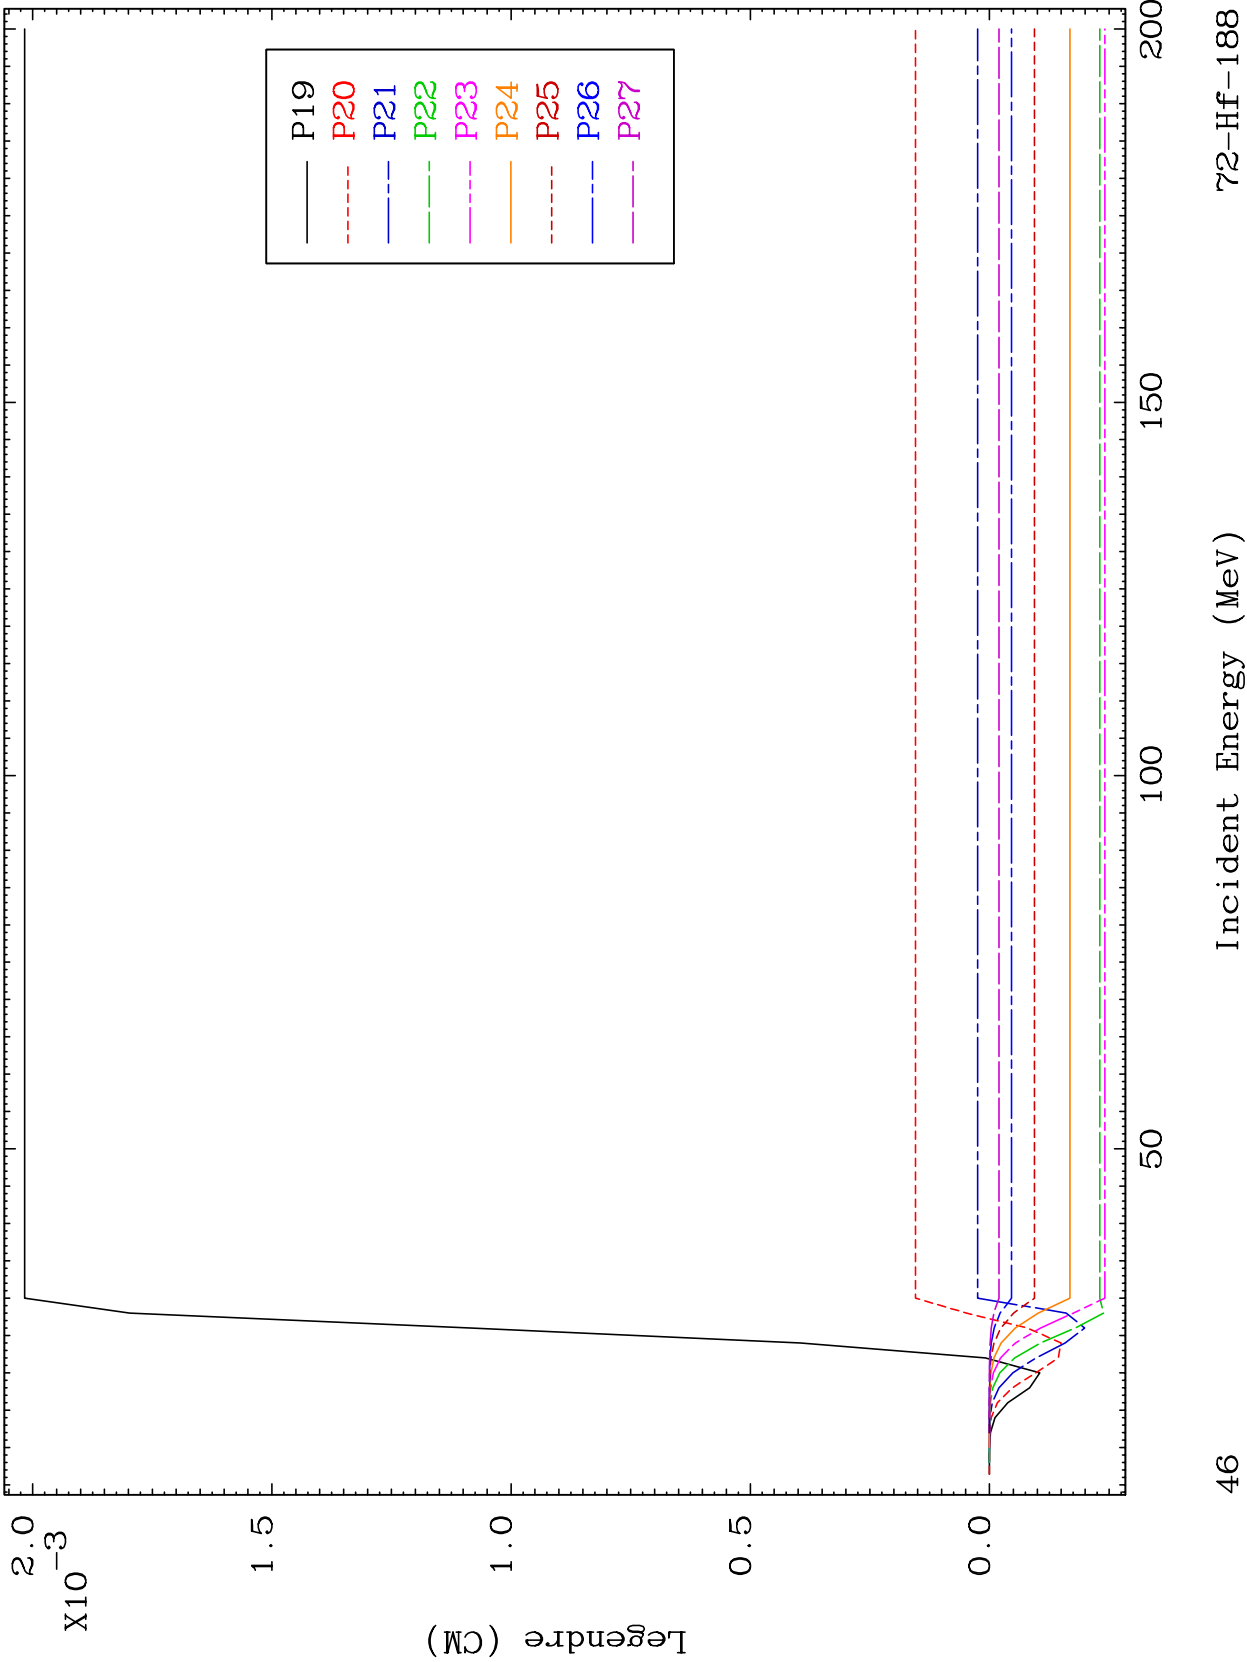 2.0
X10-3
1.5
1.0
0.5
0.0
Legendre (CM)
P19
P20
P21
P22
P23
P24
P25
P26
P27
50
100
150
200
46
Incident Energy (MeV)
72-Hf-188